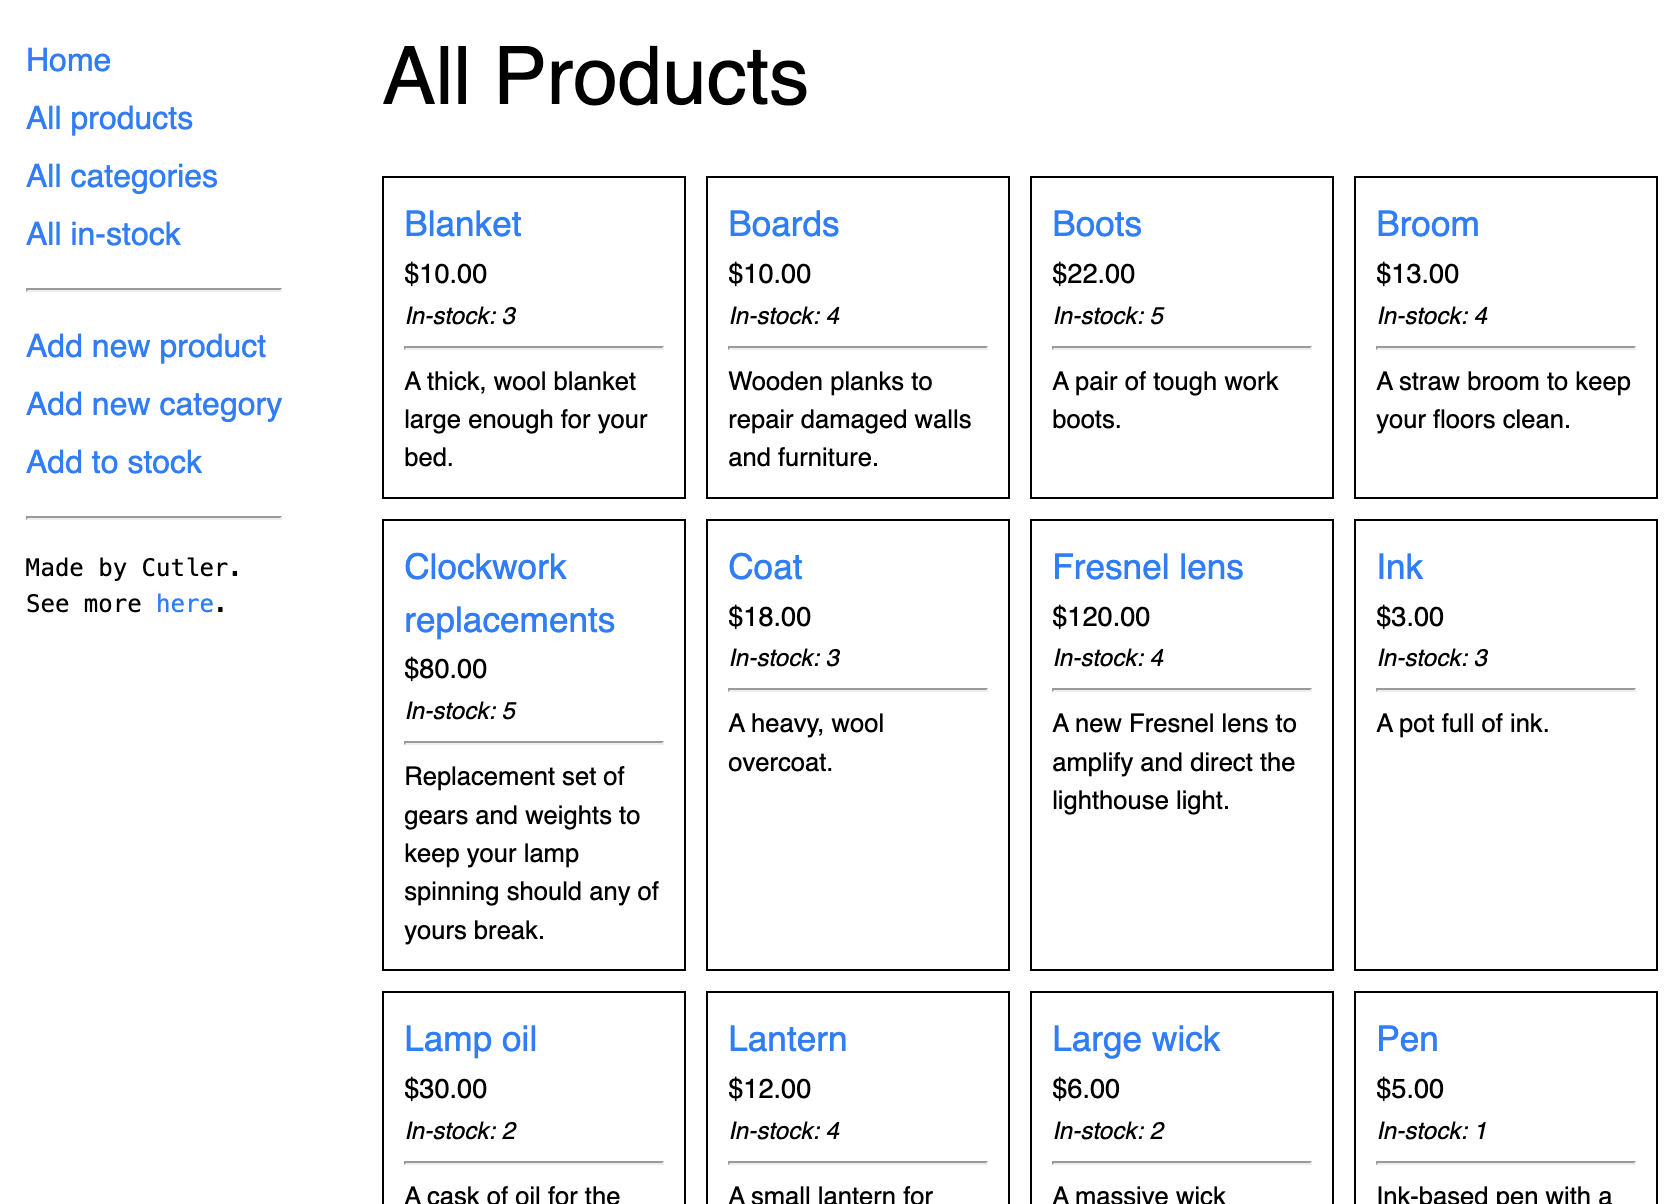 Home
All products
All categories
All in-stock
Add new product
Add new category
Add to stock
Made by Cutler.
See more here.
All Products
Blanket
$10.00
In-stock: 3
A thick, wool blanket
large enough for your
bed.
Boards
$10.00
In-stock: 4
Wooden planks to
repair damaged walls
and furniture.
Boots
$22.00
In-stock: 5
A pair of tough work
boots.
Broom
$13.00
In-stock: 4
A straw broom to keep
your floors clean.
Clockwork
replacements
$80.00
In-stock: 5
Replacement set of
gears and weights to
keep your lamp
spinning should any of
yours break.
Coat
$18.00
In-stock: 3
A heavy, wool
overcoat.
Fresnel lens
$120.00
In-stock: 4
A new Fresnel lens to
amplify and direct the
lighthouse light.
Ink
$3.00
In-stock: 3
A pot full of ink.
Lamp oil
$30.00
In-stock: 2
A cask of oil for the
Lantern
$12.00
In-stock: 4
A small lantern for
Large wick
$6.00
In-stock: 2
A massive wick
Pen
$5.00
In-stock: 1
Ink-based pen with a